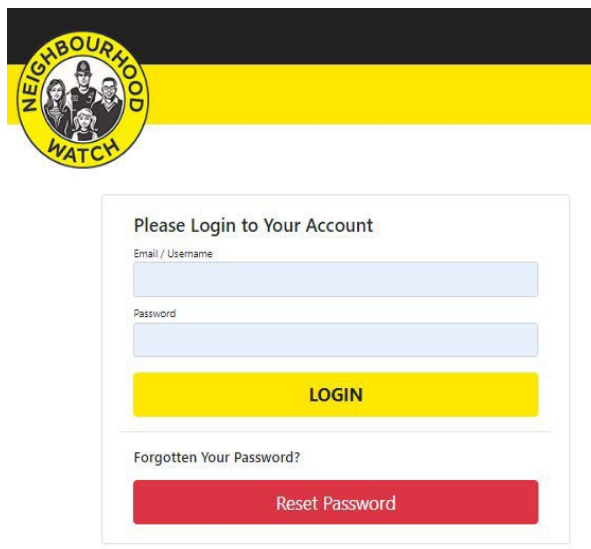 NEIGHBOURHOOD
WATCH
Please Login to Your Account
Email / Username
Password
LOGIN
Forgotten Your Password?
Reset Password